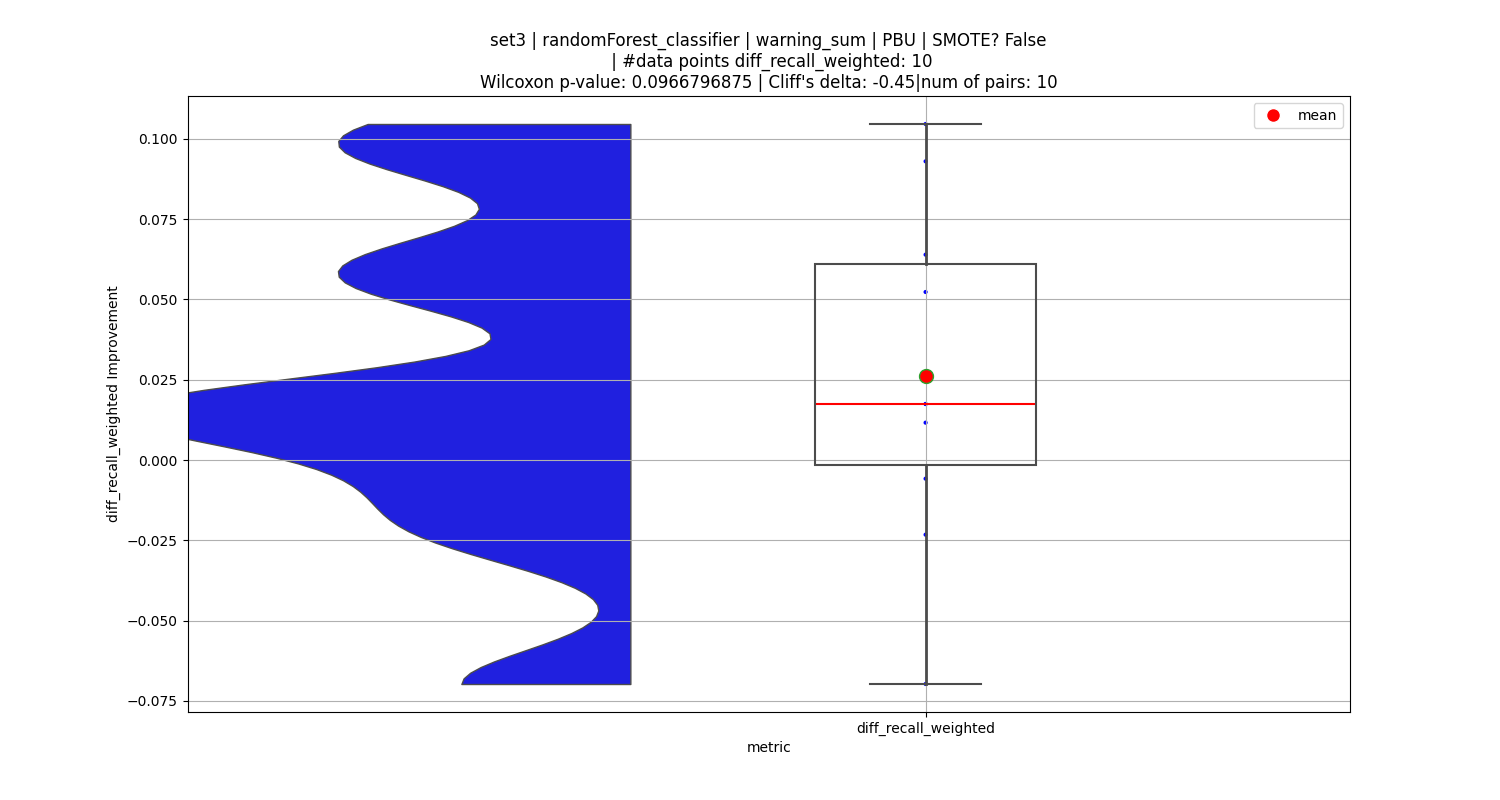 set3 | randomForest_classifier | warning_sum | PBU | SMOTE? False
| #data points diff_recall_weighted: 10
Wilcoxon p-value: 0.0966796875 | Cliff's delta: -0.45|num of pairs: 10
mean
0.100
0.075
0.050
0.025
0.000
−0.025
−0.050
−0.075
diff_recall_weighted Improvement
diff_recall_weighted
metric